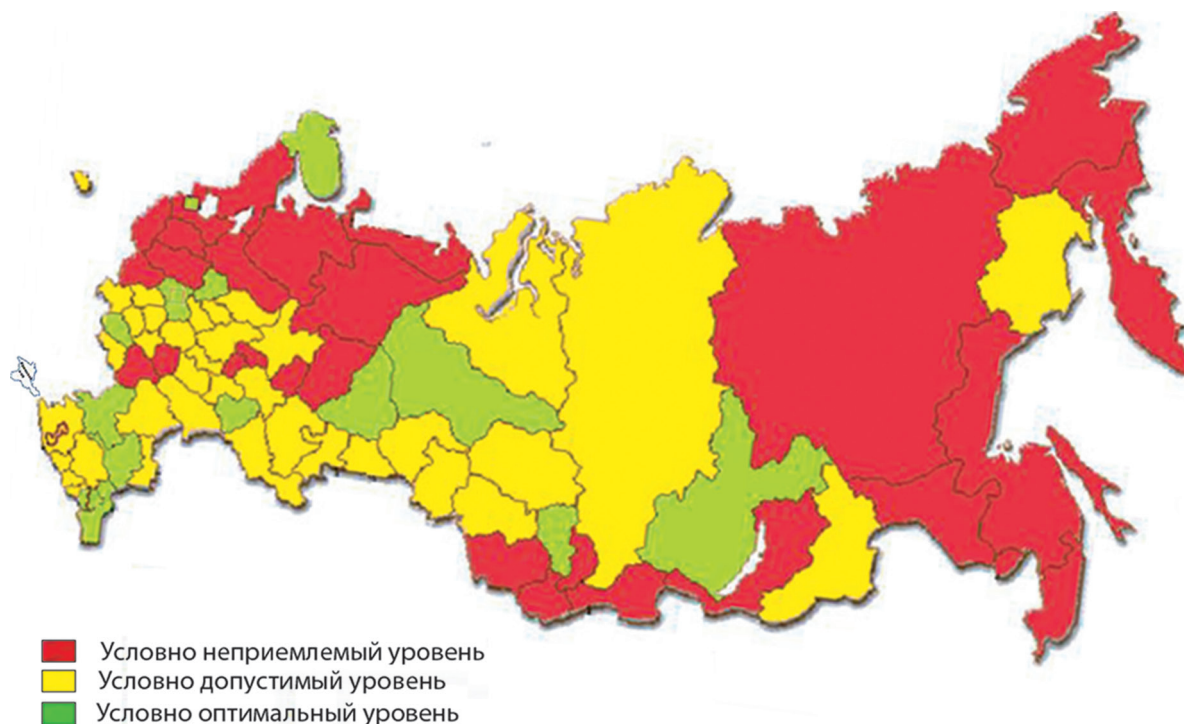 Условно неприемлемый уровень
Условно допустимый уровень
Условно оптимальный уровень